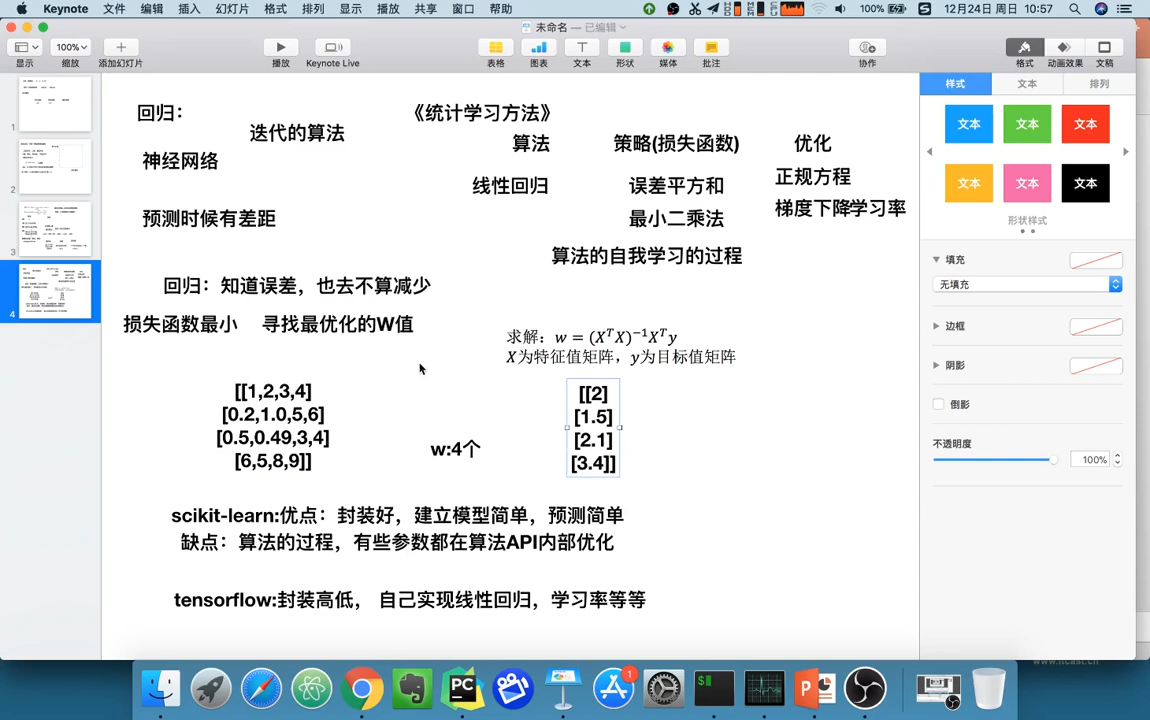 Keynote 文件 编辑 插入 幻灯片 格式 排列 显示 播放 共享 窗口 帮助 100% 12月24日 周日 10:57
未命名 — 已编辑
100%
显示 缩放 添加幻灯片 播放 Keynote Live 表格 图表 文本 形状 媒体 批注 协作 格式 动画效果 文稿
样式 文本 排列
文本 文本 文本
文本 文本 文本
形状样式
填充
无填充
边框
阴影
倒影
不透明度
100%
1
2
3
4
回归： 《统计学习方法》
迭代的算法
算法 策略(损失函数) 优化
神经网络
正规方程
线性回归 误差平方和
梯度下降学习率
预测时候有差距 最小二乘法
算法的自我学习的过程
回归：知道误差，也去不算减少
损失函数最小 寻找最优化的W值
求解：w = (XᵀX)⁻¹Xᵀy
X为特征值矩阵，y为目标值矩阵
[[1,2,3,4]
[0.2,1.0,5,6]
[0.5,0.49,3,4]
[6,5,8,9]]
w:4个
[[2]
[1.5]
[2.1]
[3.4]]
scikit-learn:优点：封装好，建立模型简单，预测简单
缺点：算法的过程，有些参数都在算法API内部优化
tensorflow:封装高低， 自己实现线性回归，学习率等等
www.itcast.cn
PC
1
$
P